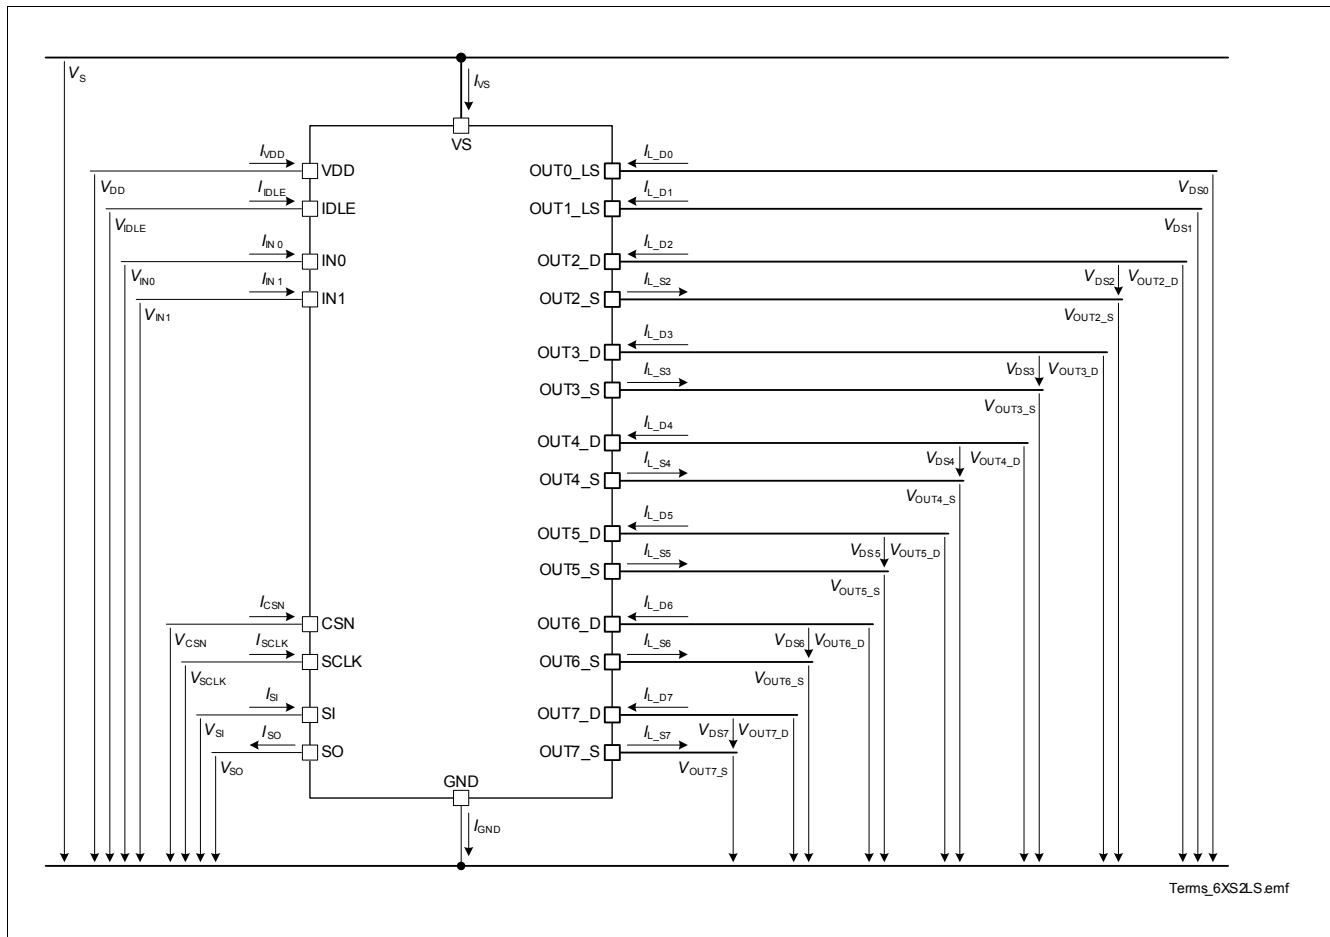 VS
IVS
VS
IVDD
VDD
VDD
IL_D0
OUT0_LS
VDS0
IIDLE
IDLE
VIDLE
IL_D1
OUT1_LS
VDS1
IIN0
IN0
VIN0
IL_D2
OUT2_D
VDS2
VOUT2_D
IIN1
IN1
VIN1
IL_S2
OUT2_S
VOUT2_S
IL_D3
OUT3_D
VDS3
VOUT3_D
IL_S3
OUT3_S
VOUT3_S
IL_D4
OUT4_D
VDS4
VOUT4_D
IL_S4
OUT4_S
VOUT4_S
IL_D5
OUT5_D
VDS5
VOUT5_D
IL_S5
OUT5_S
VOUT5_S
ICSN
CSN
VCSN
IL_D6
OUT6_D
VDS6
VOUT6_D
ISCLK
SCLK
VSCLK
IL_S6
OUT6_S
VOUT6_S
ISI
SI
VSI
IL_D7
OUT7_D
VDS7
VOUT7_D
ISO
SO
VSO
IL_S7
OUT7_S
VOUT7_S
GND
IGND
Terms_6XS2LS.emf